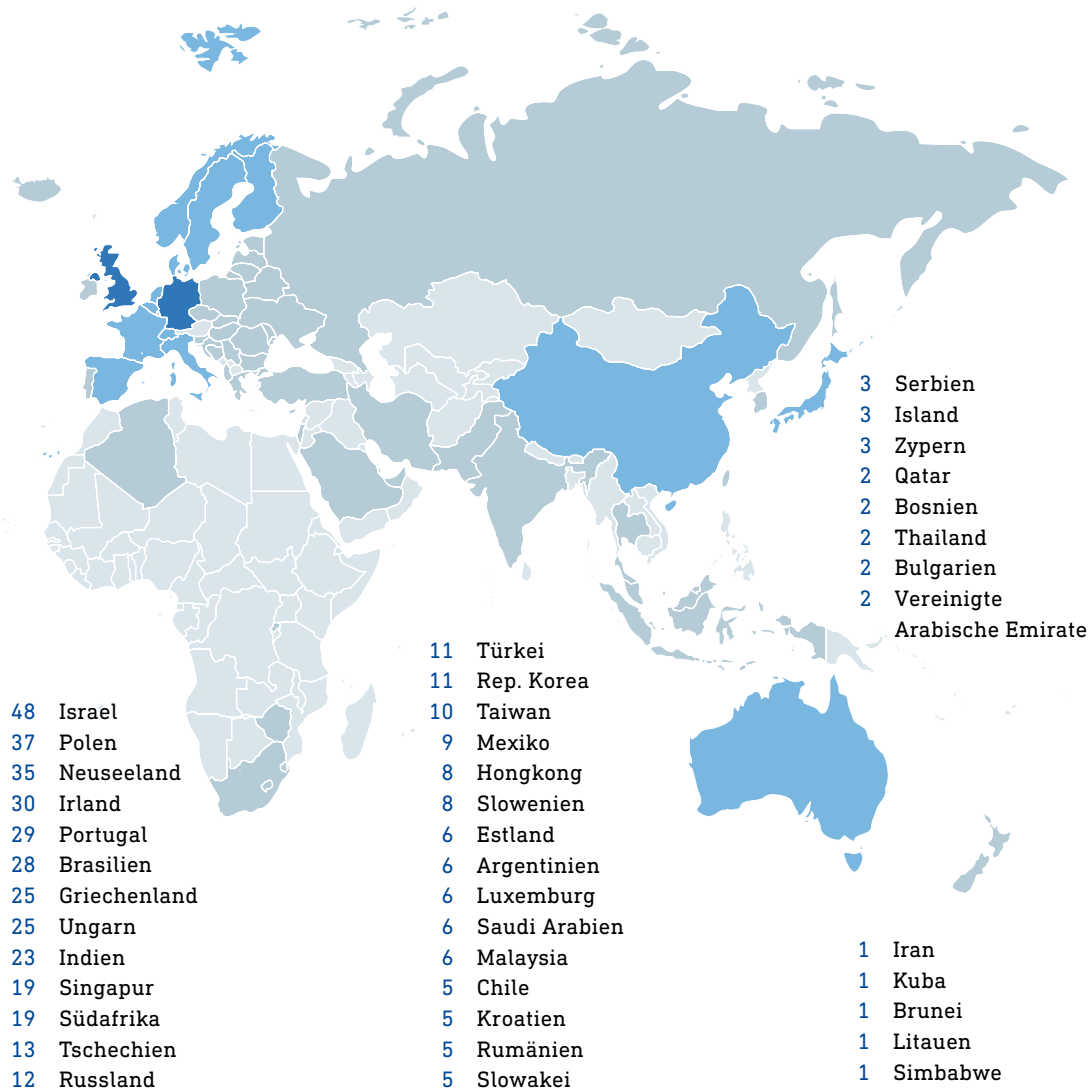 48 Israel
37 Polen
35 Neuseeland
30 Irland
29 Portugal
28 Brasilien
25 Griechenland
25 Ungarn
23 Indien
19 Singapur
19 Südafrika
13 Tschechien
12 Russland
11 Türkei
11 Rep. Korea
10 Taiwan
9 Mexiko
8 Hongkong
8 Slowenien
6 Estland
6 Argentinien
6 Luxemburg
6 Saudi Arabien
6 Malaysia
5 Chile
5 Kroatien
5 Rumänien
5 Slowakei
3 Serbien
3 Island
3 Zypern
2 Qatar
2 Bosnien
2 Thailand
2 Bulgarien
2 Vereinigte
Arabische Emirate
1 Iran
1 Kuba
1 Brunei
1 Litauen
1 Simbabwe